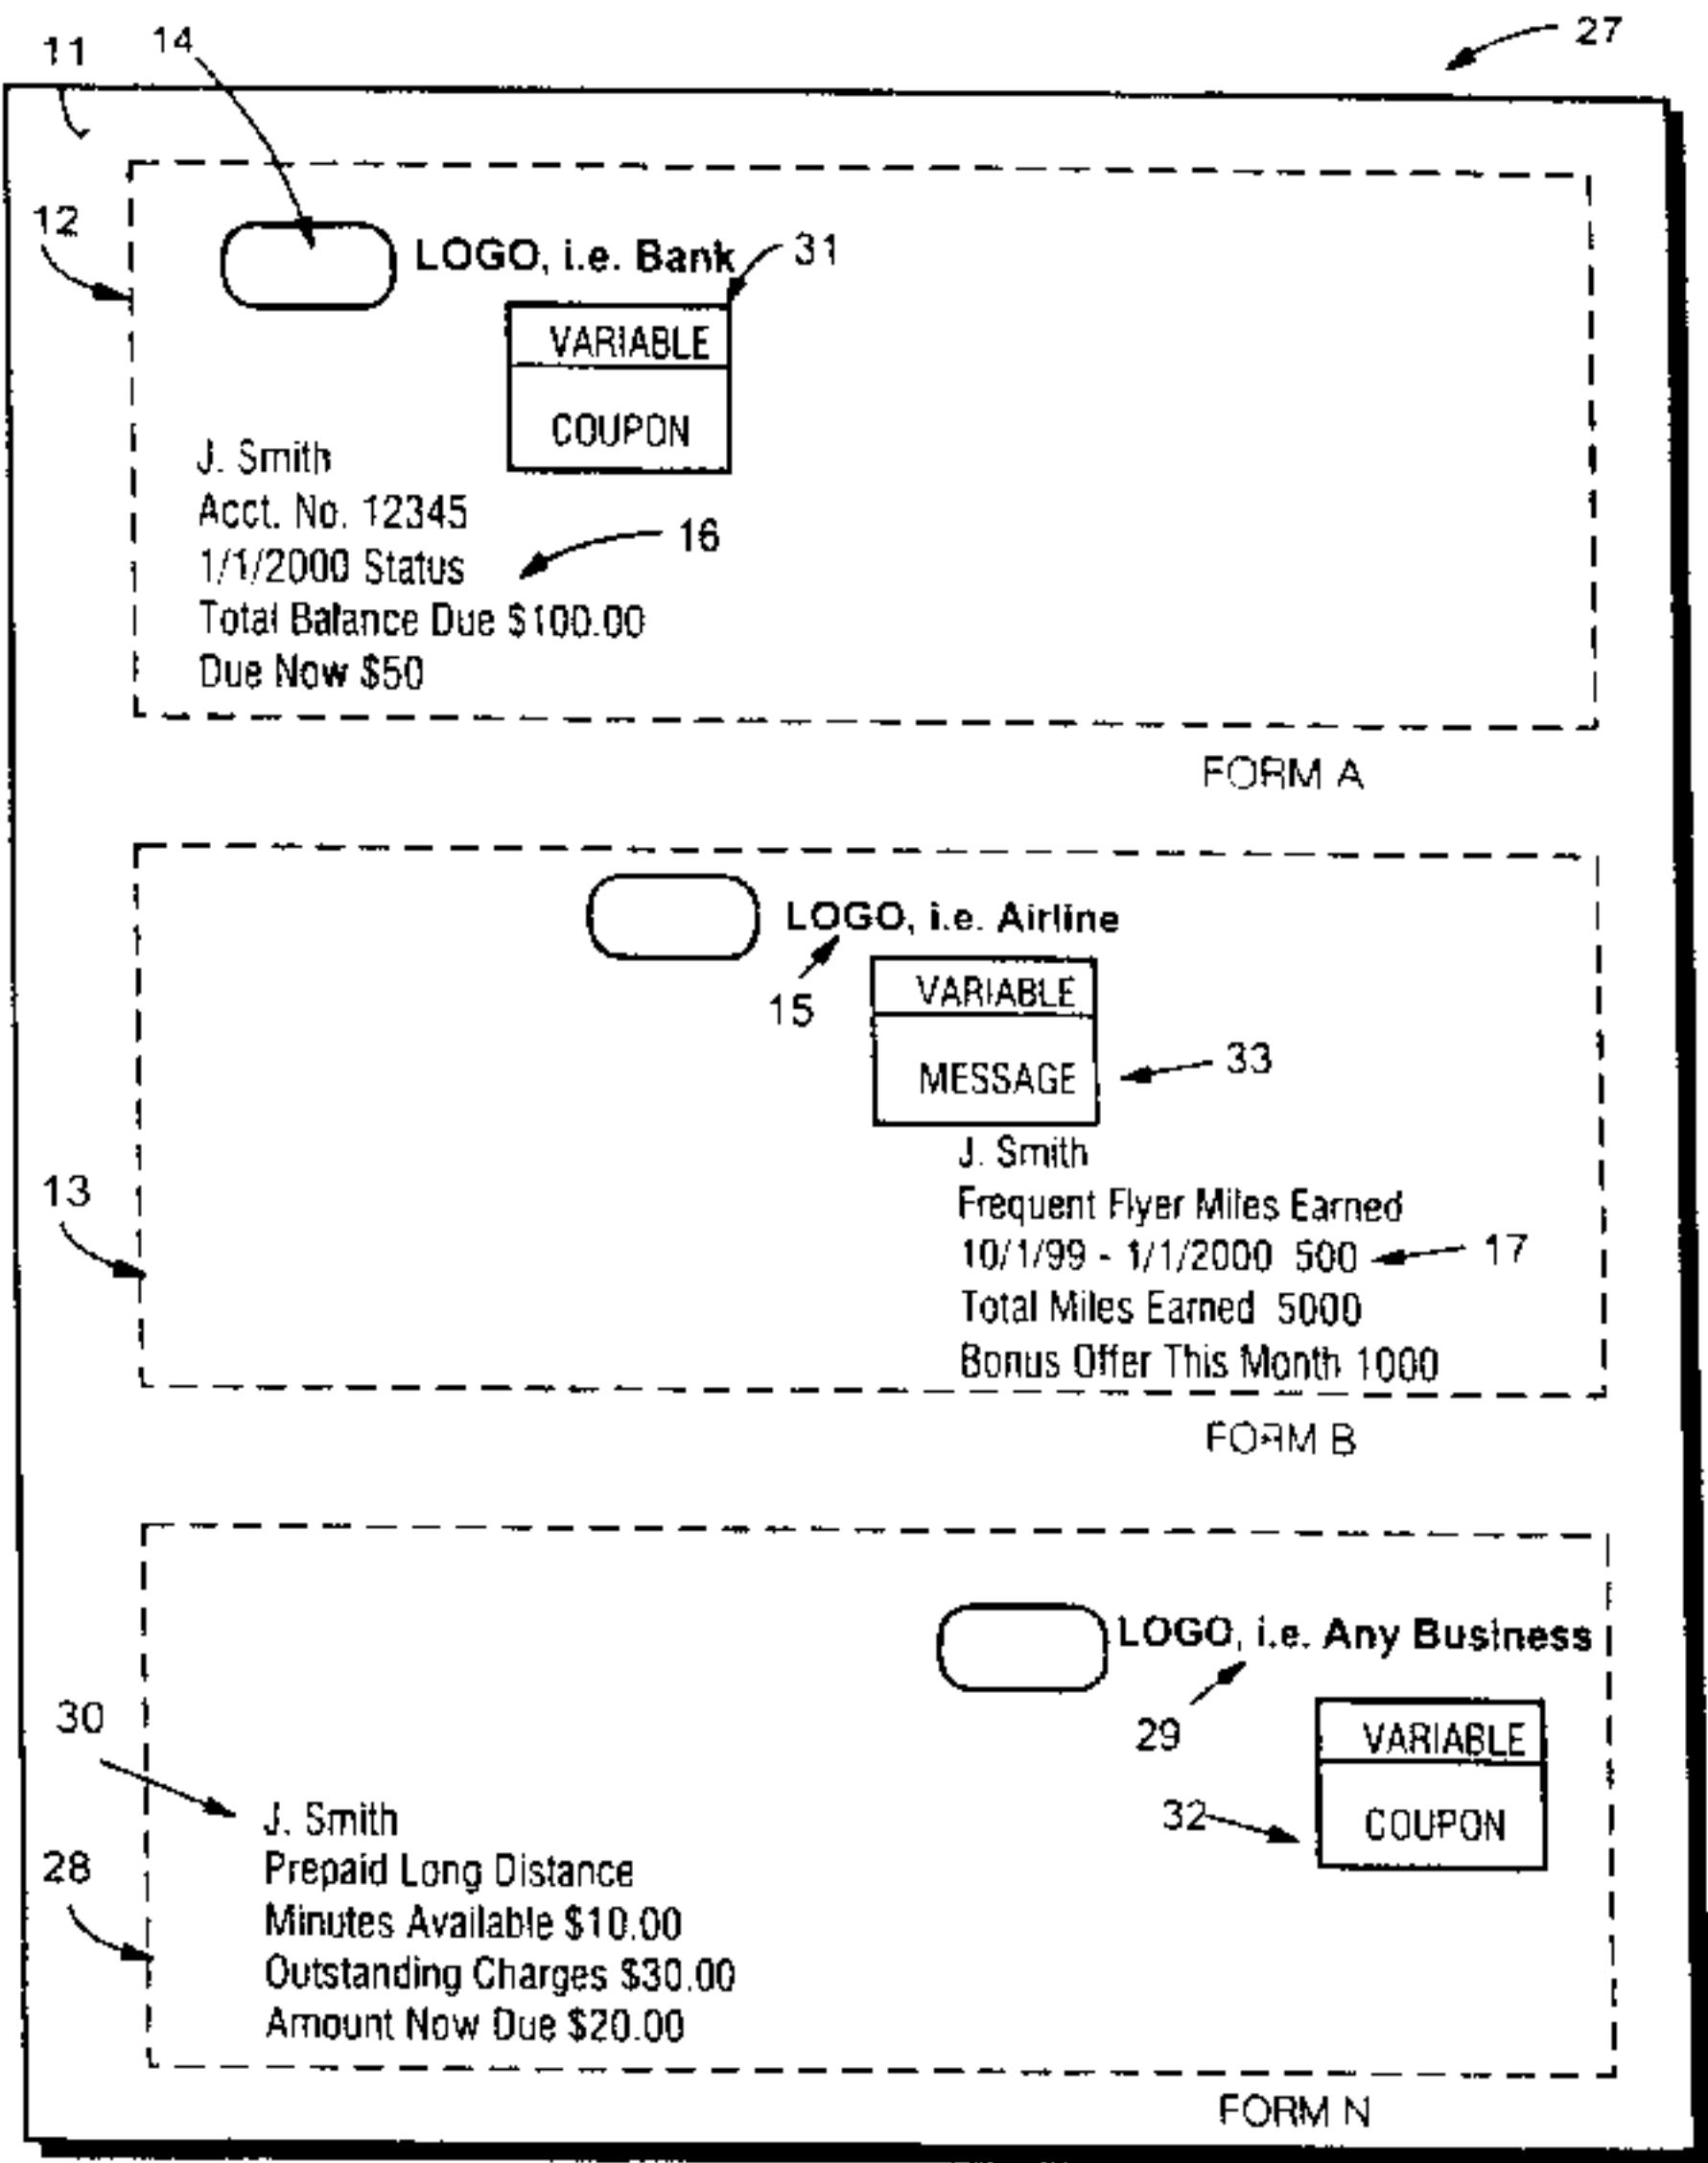 27
11
14
12
LOGO, i.e. Bank
31
VARIABLE
COUPON
J. Smith
Acct. No. 12345
1/1/2000 Status
16
Total Balance Due $100.00
Due Now $50
FORM A
LOGO, i.e. Airline
15
VARIABLE
MESSAGE
33
J. Smith
13
Frequent Flyer Miles Earned
10/1/99 - 1/1/2000 500
17
Total Miles Earned 5000
Bonus Offer This Month 1000
FORM B
LOGO, i.e. Any Business
29
VARIABLE
COUPON
32
30
J. Smith
28
Prepaid Long Distance
Minutes Available $10.00
Outstanding Charges $30.00
Amount Now Due $20.00
FORM N